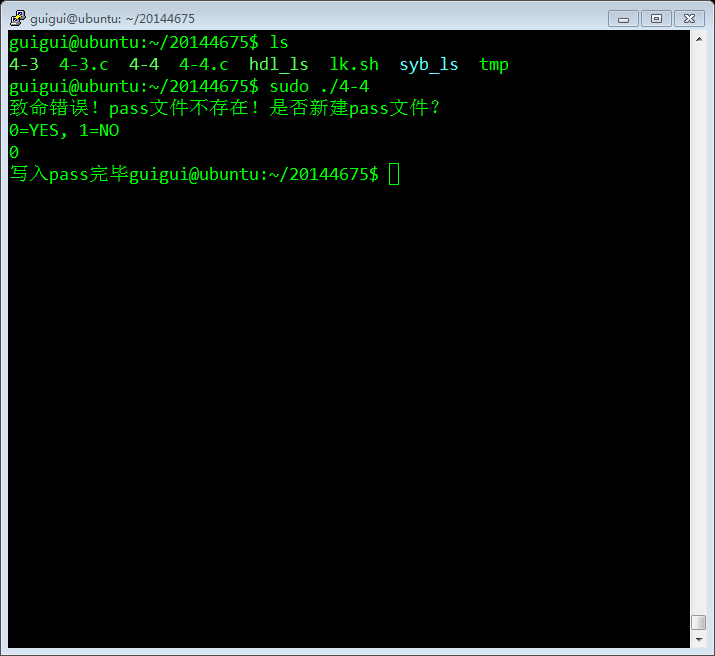 guigui@ubuntu: ~/20144675
guigui@ubuntu:~/20144675$ ls
4-3  4-3.c  4-4  4-4.c  hdl_ls  lk.sh  syb_ls  tmp
guigui@ubuntu:~/20144675$ sudo ./4-4
致命错误！pass文件不存在！是否新建pass文件？
0=YES, 1=NO
0
写入pass完毕guigui@ubuntu:~/20144675$